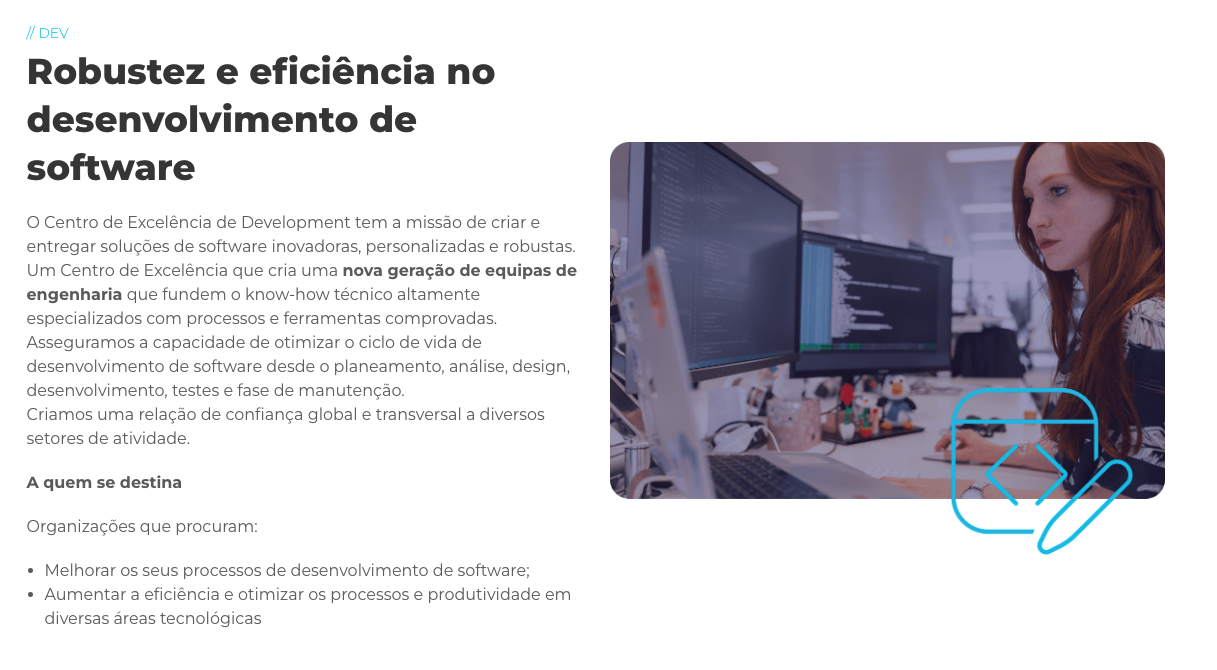 // DEV
Robustez e eficiência no
desenvolvimento de
software
O Centro de Excelência de Development tem a missão de criar e
entregar soluções de software inovadoras, personalizadas e robustas.
Um Centro de Excelência que cria uma nova geração de equipas de
engenharia que fundem o know-how técnico altamente
especializados com processos e ferramentas comprovadas.
Asseguramos a capacidade de otimizar o ciclo de vida de
desenvolvimento de software desde o planeamento, análise, design,
desenvolvimento, testes e fase de manutenção.
Criamos uma relação de confiança global e transversal a diversos
setores de atividade.
A quem se destina
Organizações que procuram:
• Melhorar os seus processos de desenvolvimento de software;
• Aumentar a eficiência e otimizar os processos e produtividade em
diversas áreas tecnológicas